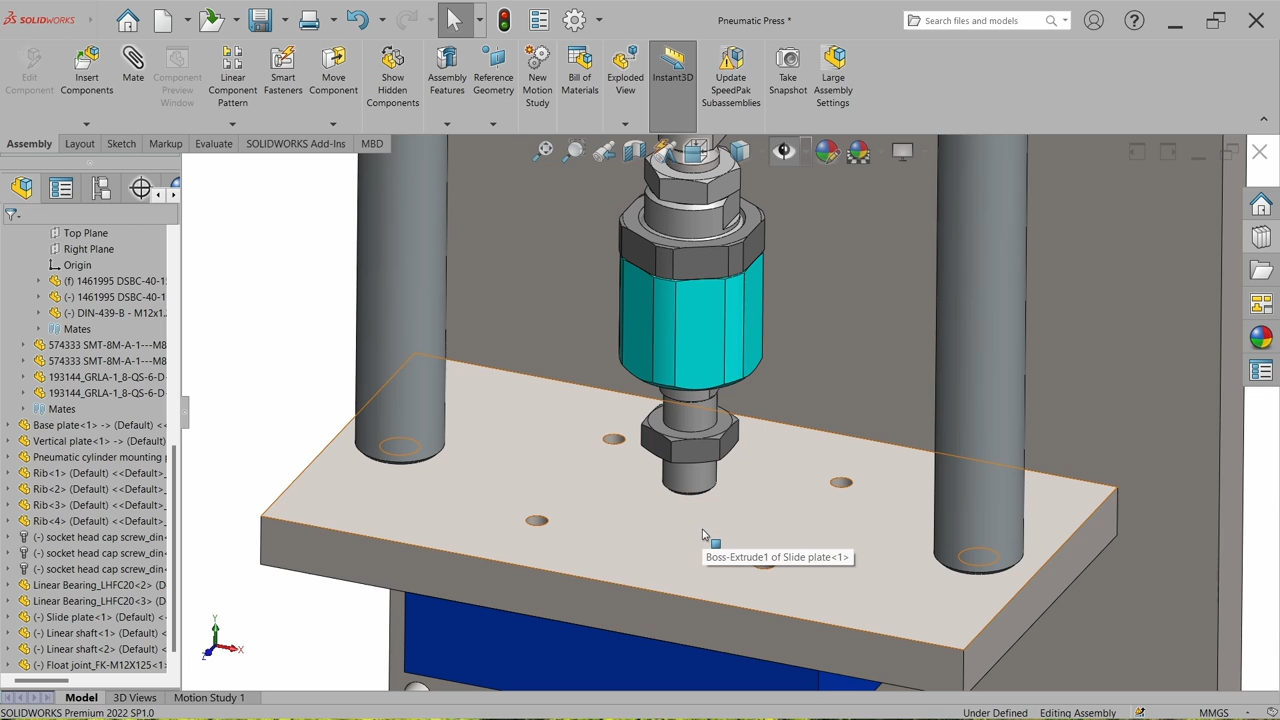 SOLIDWORKS
Pneumatic Press *
Search files and models
Edit
Component
Insert
Components
Mate
Component
Preview
Window
Linear
Component
Pattern
Smart
Fasteners
Move
Component
Show
Hidden
Components
Assembly
Features
Reference
Geometry
New
Motion
Study
Bill of
Materials
Exploded
View
Instant3D
Update
SpeedPak
Subassemblies
Take
Snapshot
Large
Assembly
Settings
Assembly Layout Sketch Markup Evaluate SOLIDWORKS Add-Ins MBD
Top Plane
Right Plane
Origin
(f) 1461995 DSBC-40-1
(-) 1461995 DSBC-40-1
(-) DIN-439-B - M12x1.
Mates
574333 SMT-8M-A-1---M8
574333 SMT-8M-A-1---M8
193144_GRLA-1_8-QS-6-D
193144_GRLA-1_8-QS-6-D
Mates
Base plate<1> -> (Default) <<
Vertical plate<1> -> (Default)
Pneumatic cylinder mounting
Rib<1> (Default) <<Default>_
Rib<2> (Default) <<Default>_
Rib<3> (Default) <<Default>_
Rib<4> (Default) <<Default>_
(-) socket head cap screw_din
(-) socket head cap screw_din
(-) socket head cap screw_din
Linear Bearing_LHFC20<2> (D
Linear Bearing_LHFC20<3> (D
(-) Slide plate<1> (Default) <
(-) Linear shaft<1> (Default)
(-) Linear shaft<2> (Default)
(-) Float joint_FK-M12X125<1>
Boss-Extrude1 of Slide plate<1>
Y
X
Z
Model 3D Views Motion Study 1
SOLIDWORKS Premium 2022 SP1.0
Under Defined Editing Assembly MMGS